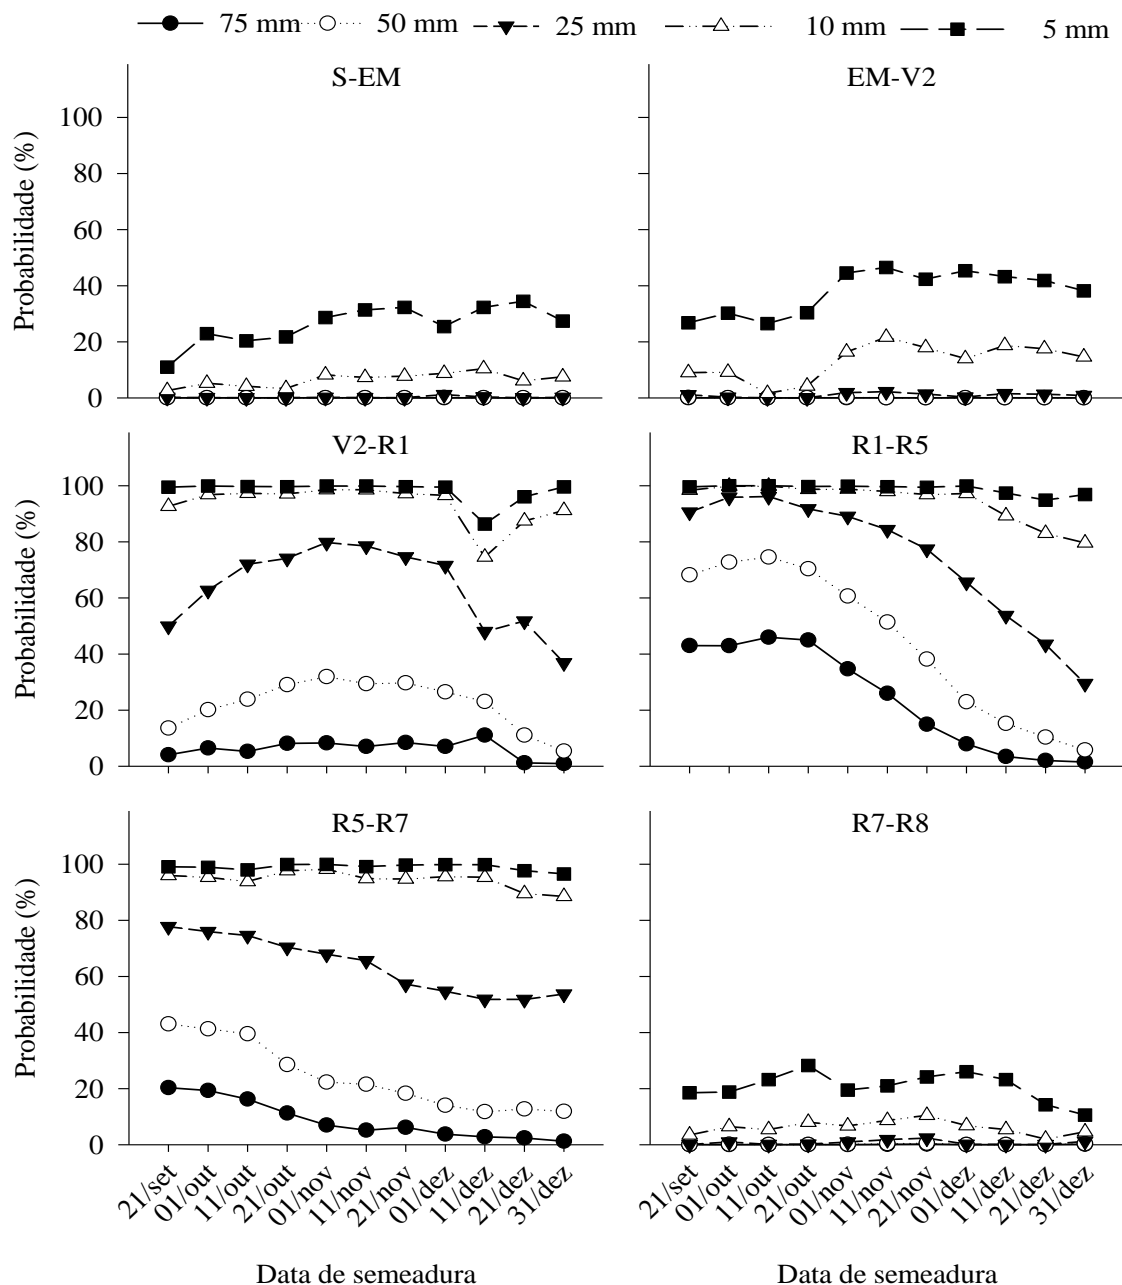 75 mm 50 mm 25 mm 10 mm 5 mm
S-EM EM-V2
Probabilidade (%)
100
80
60
40
20
0
V2-R1 R1-R5
Probabilidade (%)
100
80
60
40
20
0
R5-R7 R7-R8
Probabilidade (%)
100
80
60
40
20
0
21/set 01/out 11/out 21/out 01/nov 11/nov 21/nov 01/dez 11/dez 21/dez 31/dez
21/set 01/out 11/out 21/out 01/nov 11/nov 21/nov 01/dez 11/dez 21/dez 31/dez
Data de semeadura Data de semeadura